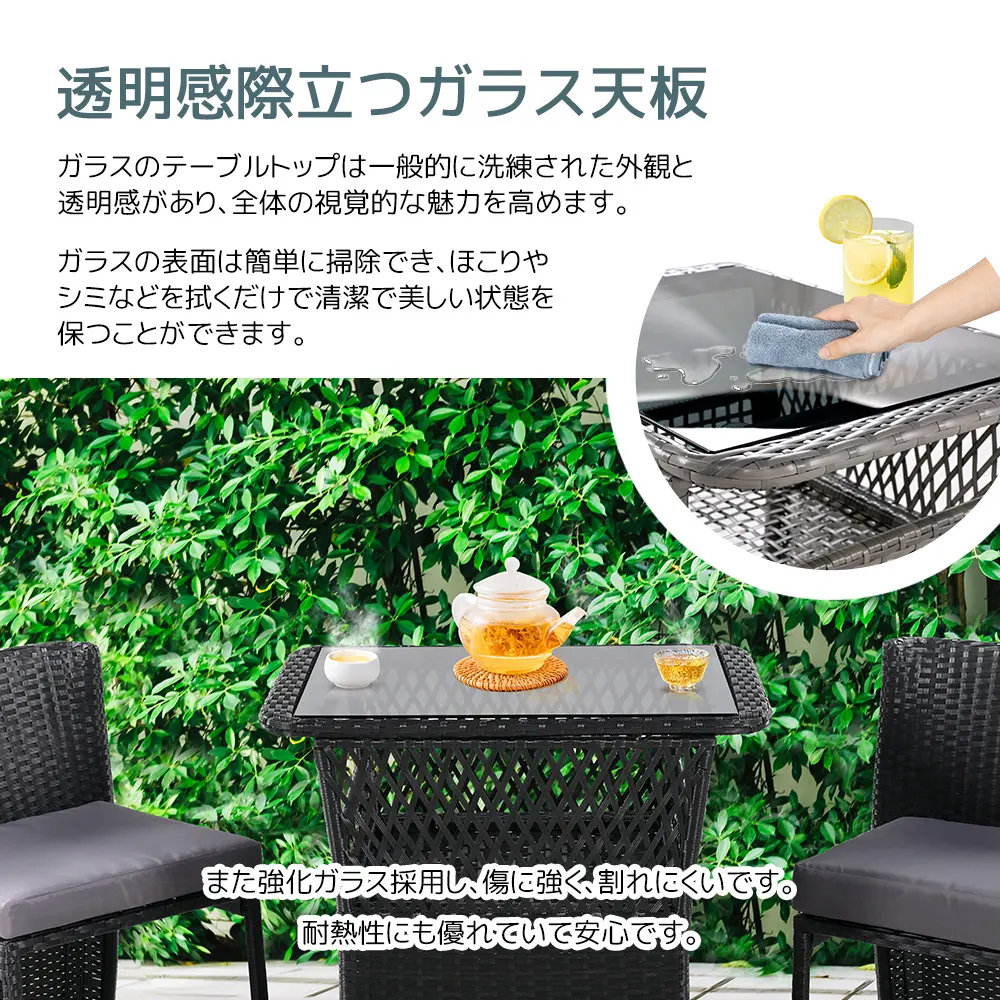 透明感際立つガラス天板
ガラスのテーブルトップは一般的に洗練された外観と
透明感があり、全体の視覚的な魅力を高めます。
ガラスの表面は簡単に掃除でき、ほこりや
シミなどを拭くだけで清潔で美しい状態を
保つことができます。
また強化ガラス採用し、傷に強く、割れにくいです。
耐熱性にも優れていて安心です。